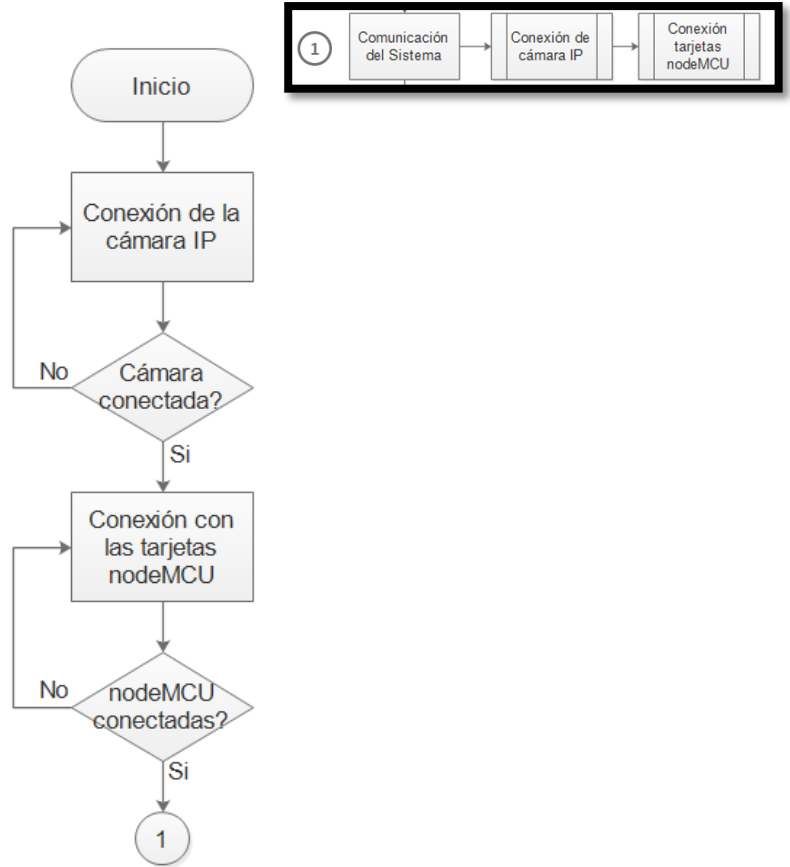 Inicio
Conexión de la
cámara IP
Cámara
conectada?
No
Si
Conexión con
las tarjetas
nodeMCU
nodeMCU
conectadas?
No
Si
1
1
Comunicación
del Sistema
Conexión de
cámara IP
Conexión
tarjetas
nodeMCU